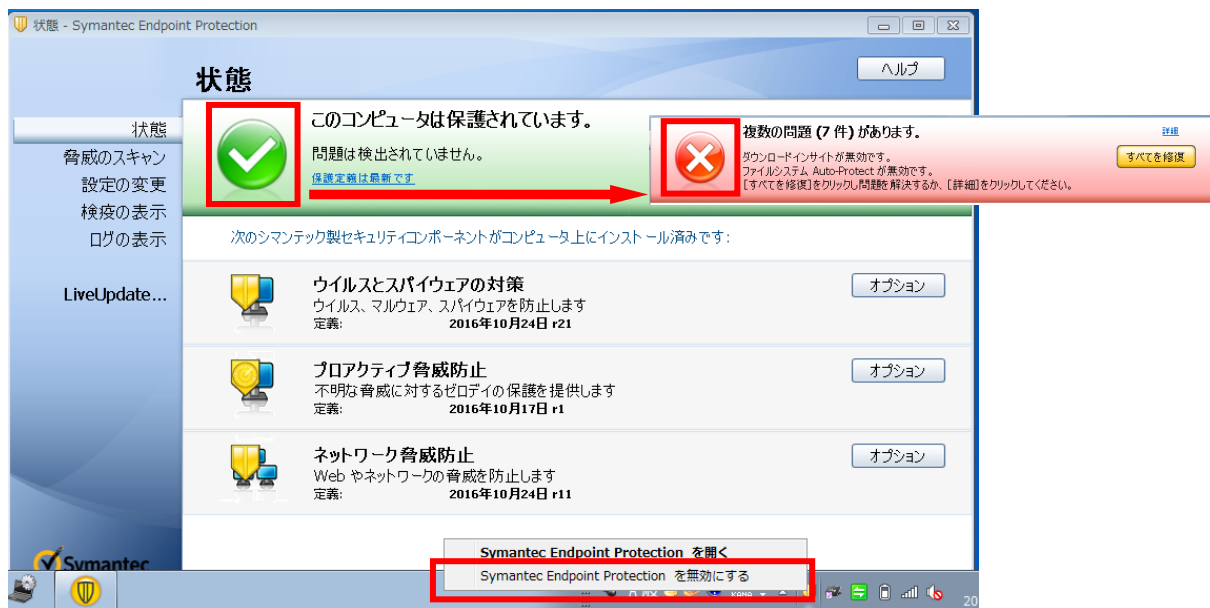 状態 - Symantec Endpoint Protection
状態
ヘルプ
状態
脅威のスキャン
設定の変更
検疫の表示
ログの表示
LiveUpdate...
このコンピュータは保護されています。
問題は検出されていません。
保護定義は最新です
複数の問題 (7 件) があります。
詳細
ダウンロードインサイトが無効です。
すべてを修復
ファイルシステム Auto-Protect が無効です。
[すべてを修復]をクリックし問題を解決するか、[詳細]をクリックしてください。
次のシマンテック製セキュリティコンポーネントがコンピュータ上にインストール済みです:
ウイルスとスパイウェアの対策
オプション
ウイルス、マルウェア、スパイウェアを防止します
定義: 2016年10月24日 r21
プロアクティブ脅威防止
オプション
不明な脅威に対するゼロデイの保護を提供します
定義: 2016年10月17日 r1
ネットワーク脅威防止
オプション
Web やネットワークの脅威を防止します
定義: 2016年10月24日 r11
Symantec
Symantec Endpoint Protection を開く
Symantec Endpoint Protection を無効にする
20